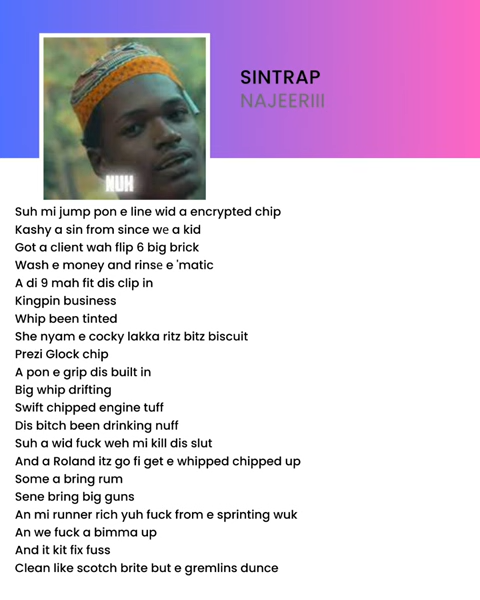 SINTRAP
NAJEERIII
NUH
Suh mi jump pon e line wid a encrypted chip
Kashy a sin from since we a kid
Got a client wah flip 6 big brick
Wash e money and rinse e 'matic
A di 9 mah fit dis clip in
Kingpin business
Whip been tinted
She nyam e cocky lakka ritz bitz biscuit
Prezi Glock chip
A pon e grip dis built in
Big whip drifting
Swift chipped engine tuff
Dis bitch been drinking nuff
Suh a wid fuck weh mi kill dis slut
And a Roland itz go fi get e whipped chipped up
Some a bring rum
Sene bring big guns
An mi runner rich yuh fuck from e sprinting wuk
An we fuck a bimma up
And it kit fix fuss
Clean like scotch brite but e gremlins dunce